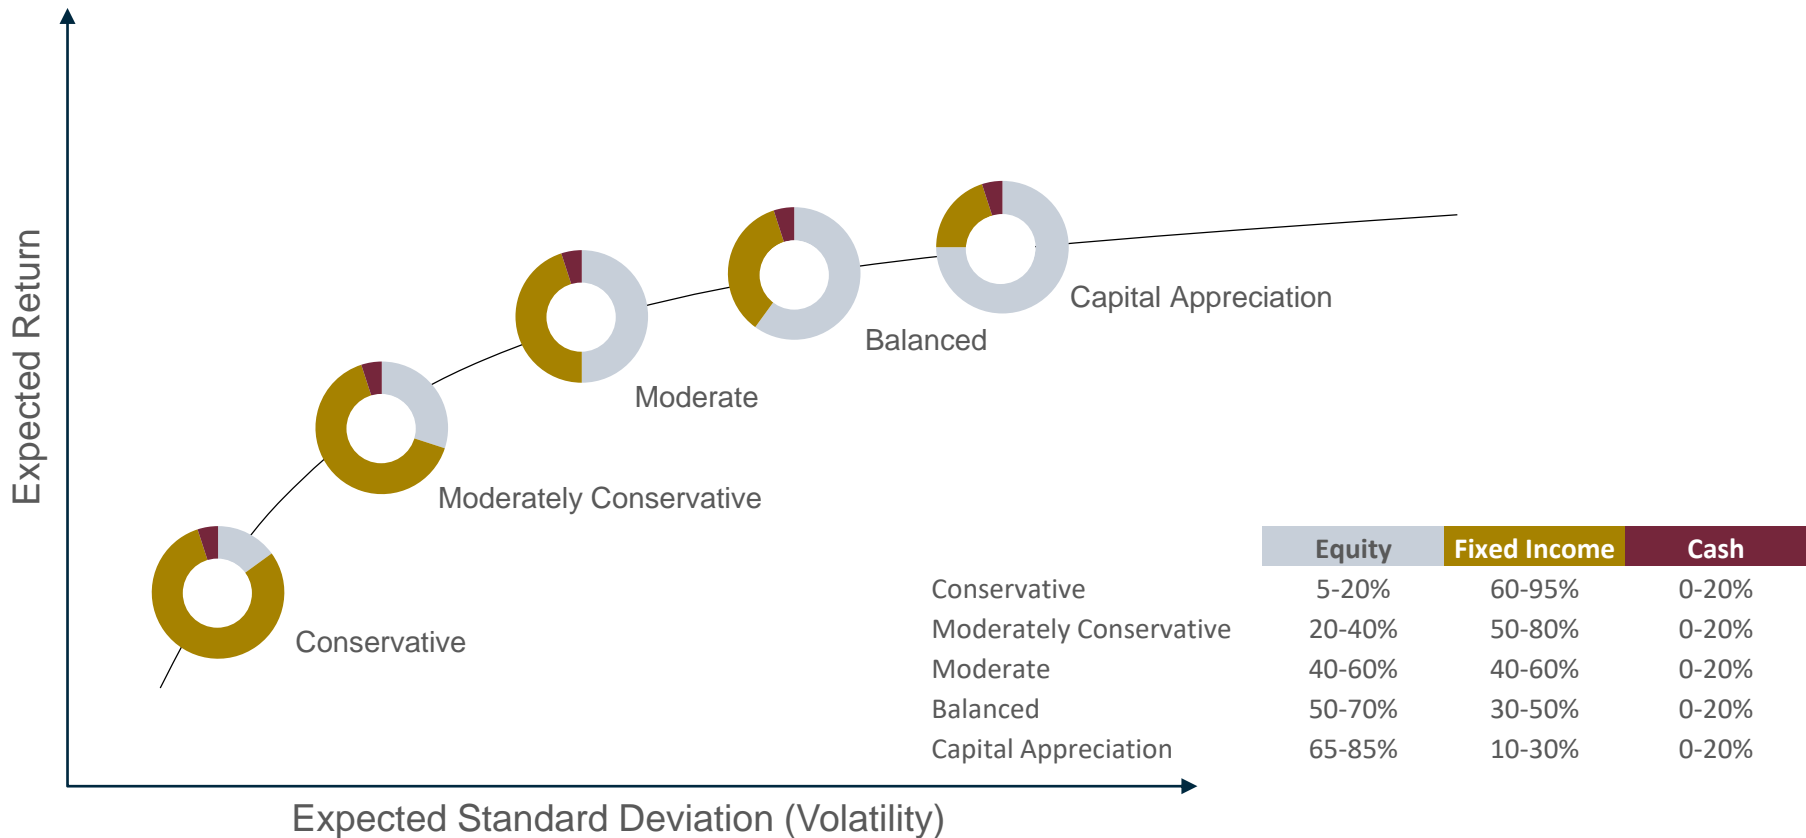 Expected Return
Capital Appreciation
Balanced
Moderate
Moderately Conservative
Conservative
Equity Fixed Income Cash
Conservative 5-20% 60-95% 0-20%
Moderately Conservative 20-40% 50-80% 0-20%
Moderate 40-60% 40-60% 0-20%
Balanced 50-70% 30-50% 0-20%
Capital Appreciation 65-85% 10-30% 0-20%
Expected Standard Deviation (Volatility)